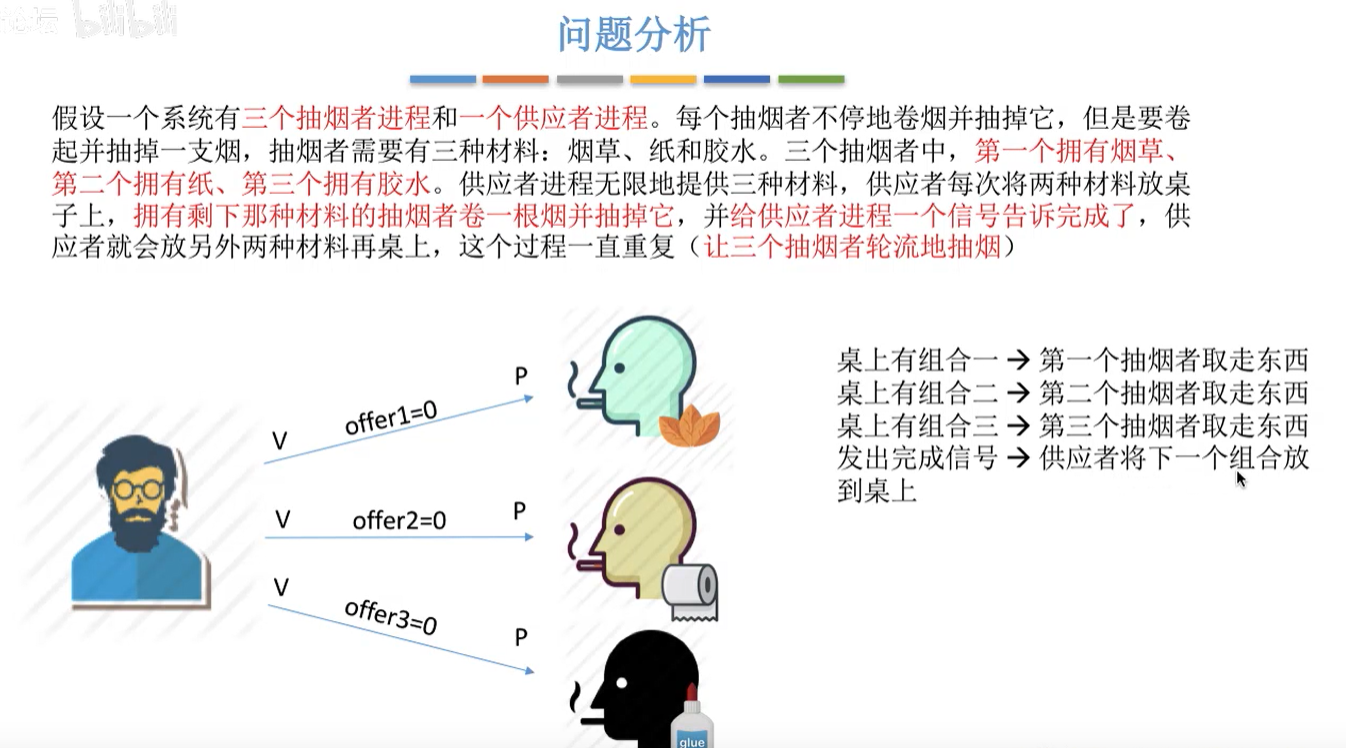 论坛 bilibili
问题分析
假设一个系统有三个抽烟者进程和一个供应者进程。每个抽烟者不停地卷烟并抽掉它，但是要卷
起并抽掉一支烟，抽烟者需要有三种材料：烟草、纸和胶水。三个抽烟者中，第一个拥有烟草、
第二个拥有纸、第三个拥有胶水。供应者进程无限地提供三种材料，供应者每次将两种材料放桌
子上，拥有剩下那种材料的抽烟者卷一根烟并抽掉它，并给供应者进程一个信号告诉完成了，供
应者就会放另外两种材料再桌上，这个过程一直重复（让三个抽烟者轮流地抽烟）
P
offer1=0
V
V
offer2=0
P
V
offer3=0
P
glue
桌上有组合一 → 第一个抽烟者取走东西
桌上有组合二 → 第二个抽烟者取走东西
桌上有组合三 → 第三个抽烟者取走东西
发出完成信号 → 供应者将下一个组合放
到桌上